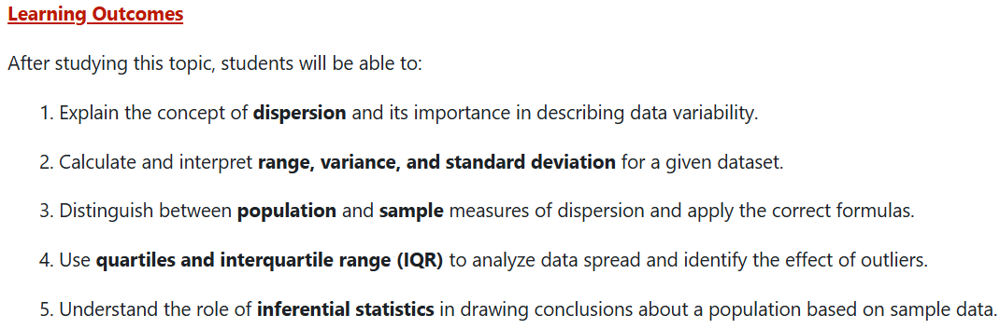 Learning Outcomes
After studying this topic, students will be able to:
1. Explain the concept of dispersion and its importance in describing data variability.
2. Calculate and interpret range, variance, and standard deviation for a given dataset.
3. Distinguish between population and sample measures of dispersion and apply the correct formulas.
4. Use quartiles and interquartile range (IQR) to analyze data spread and identify the effect of outliers.
5. Understand the role of inferential statistics in drawing conclusions about a population based on sample data.